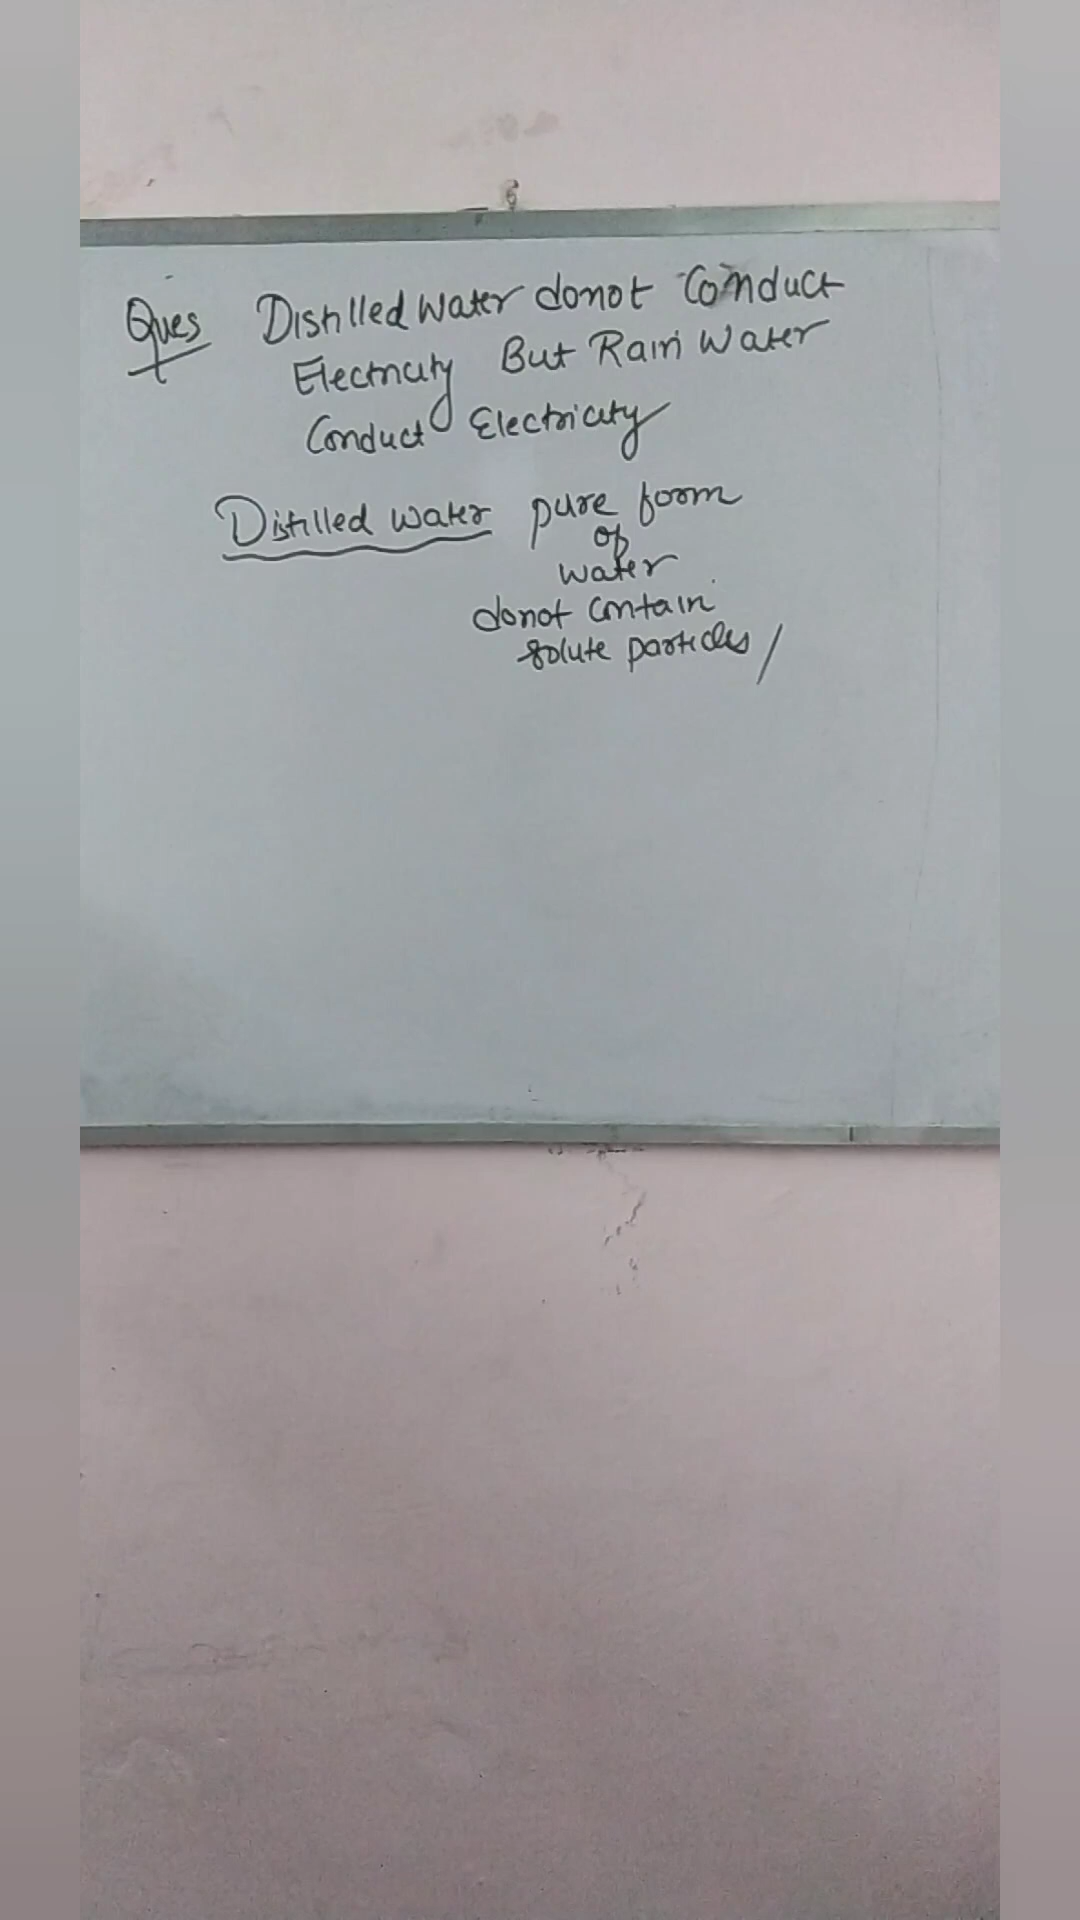 Ques Distilled Water donot Conduct
Electricity But Rain Water
Conduct Electricity
Distilled Water pure form
of
water
donot contain
solute particles/